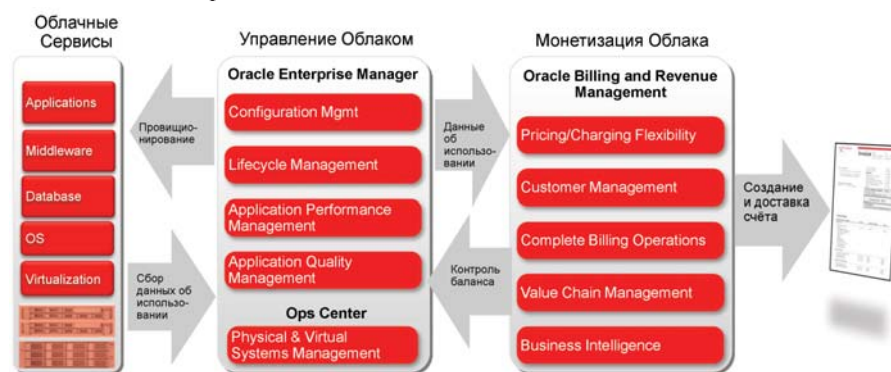 Облачные
Сервисы
Applications
Middleware
Database
OS
Virtualization
Провищио-
нирование
Сбор
данных об
использо-
вании
Управление Облаком
Oracle Enterprise Manager
Configuration Mgmt
Lifecycle Management
Application Performance
Management
Application Quality
Management
Ops Center
Physical & Virtual
Systems Management
Данные
об
использо-
вании
Контроль
баланса
Монетизация Облака
Oracle Billing and Revenue
Management
Pricing/Charging Flexibility
Customer Management
Complete Billing Operations
Value Chain Management
Business Intelligence
Создание
и доставка
счёта